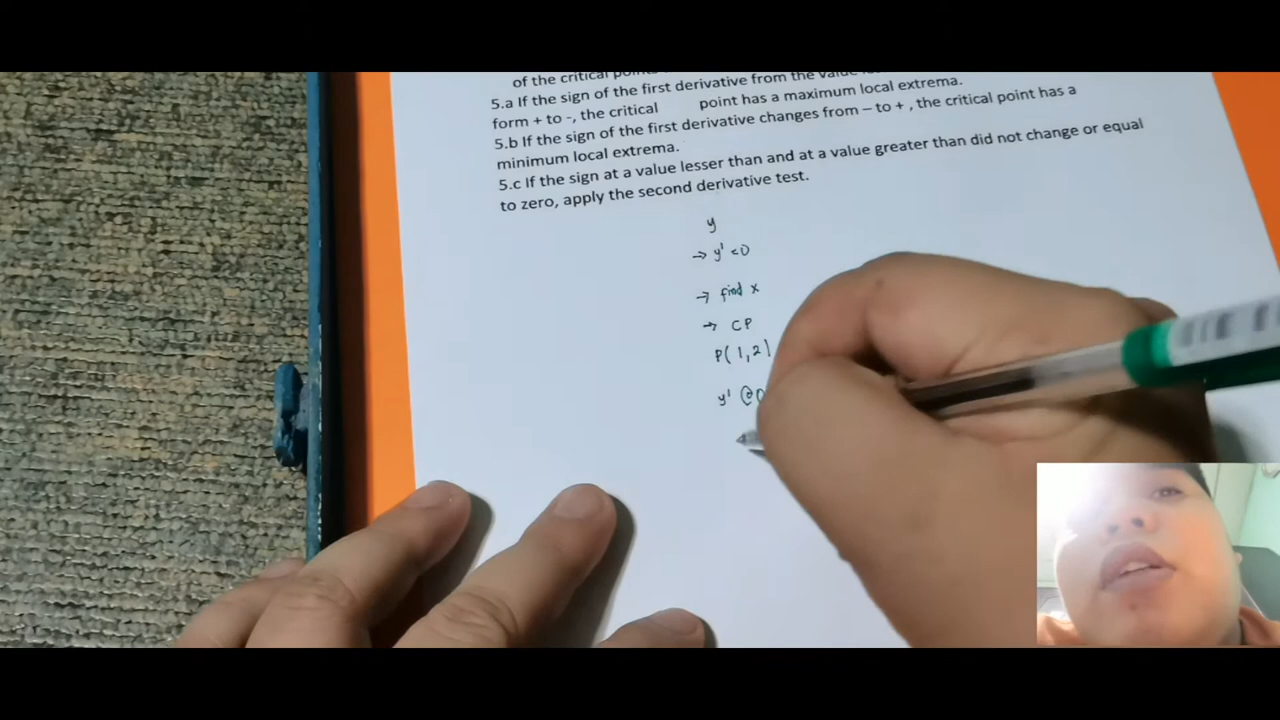 of the critical
5.a If the sign of the first derivative from the value
form + to -, the critical point has a maximum local extrema.
5.b If the sign of the first derivative changes from – to + , the critical point has a
minimum local extrema.
5.c If the sign at a value lesser than and at a value greater than did not change or equal
to zero, apply the second derivative test.
y
→ y' = 0
→ find x
→ CP
P(1,2)
y' @0